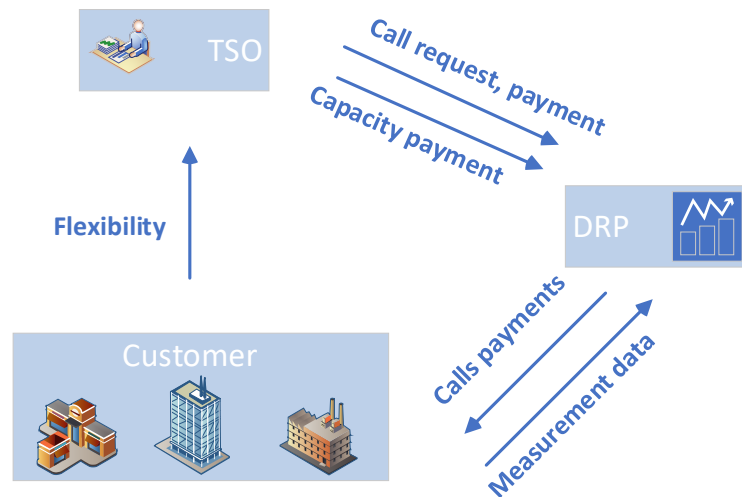 TSO
Call request, payment
Capacity payment
Flexibility
DRP
Customer
Calls payments
Measurement data